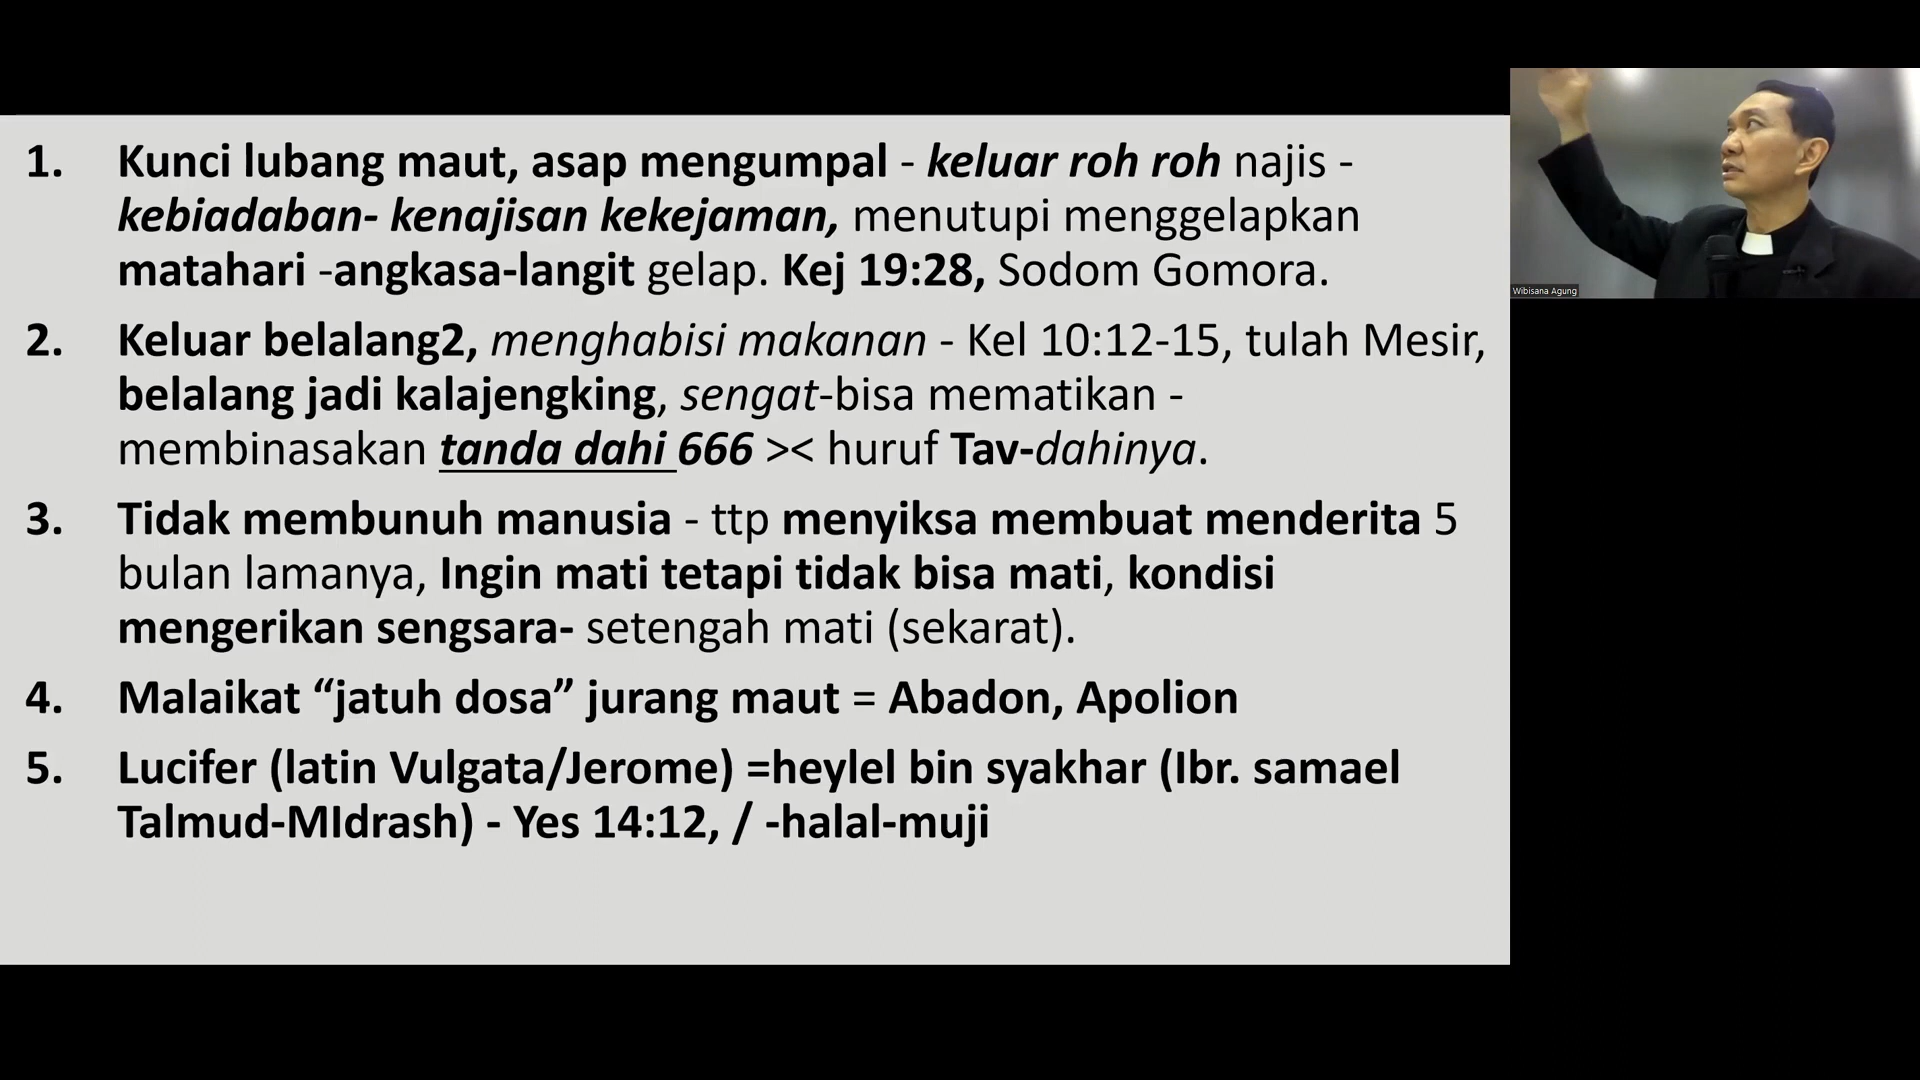 1. Kunci lubang maut, asap mengumpal - keluar roh roh najis -
kebiadaban- kenajisan kekejaman, menutupi menggelapkan
matahari -angkasa-langit gelap. Kej 19:28, Sodom Gomora.
2. Keluar belalang2, menghabisi makanan - Kel 10:12-15, tulah Mesir,
belalang jadi kalajengking, sengat-bisa mematikan -
membinasakan tanda dahi 666 >< huruf Tav-dahinya.
3. Tidak membunuh manusia - ttp menyiksa membuat menderita 5
bulan lamanya, Ingin mati tetapi tidak bisa mati, kondisi
mengerikan sengsara- setengah mati (sekarat).
4. Malaikat “jatuh dosa” jurang maut = Abadon, Apolion
5. Lucifer (latin Vulgata/Jerome) =heylel bin syakhar (Ibr. samael
Talmud-MIdrash) - Yes 14:12, / -halal-muji
Wibisana Agung